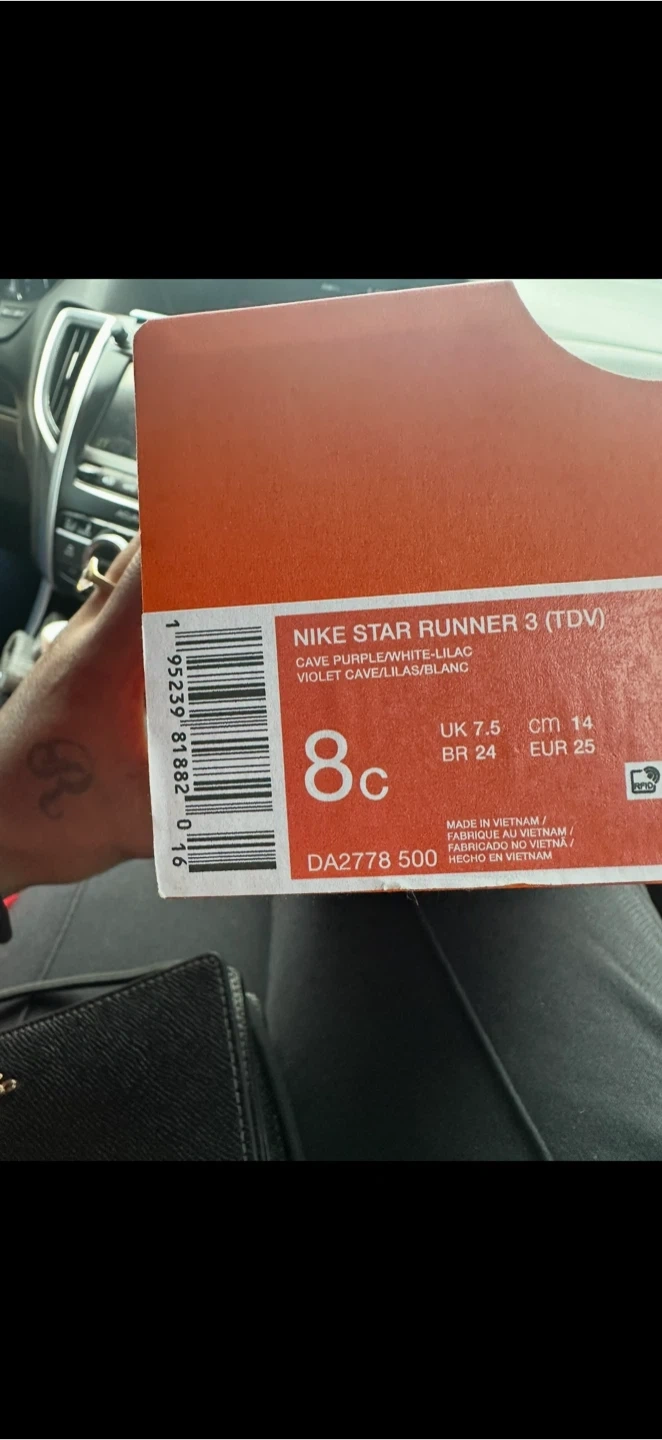 NIKE STAR RUNNER 3 (TDV)
CAVE PURPLE/WHITE-LILAC
VIOLET CAVE/LILAS/BLANC
8C
UK 7.5 cm 14
BR 24 EUR 25
RFID
MADE IN VIETNAM /
FABRIQUE AU VIETNAM /
FABRICADO NO VIETNÃ /
HECHO EN VIETNAM
DA2778 500
1 95239 81882 0 16